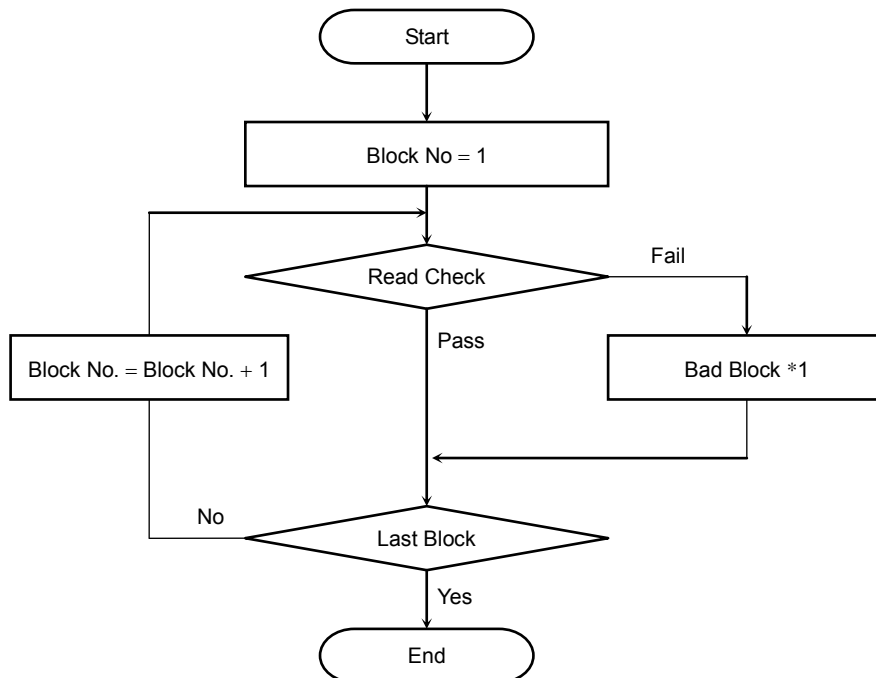 Start
Block No = 1
Read Check
Fail
Pass
Block No. = Block No. + 1
Bad Block *1
No
Last Block
Yes
End